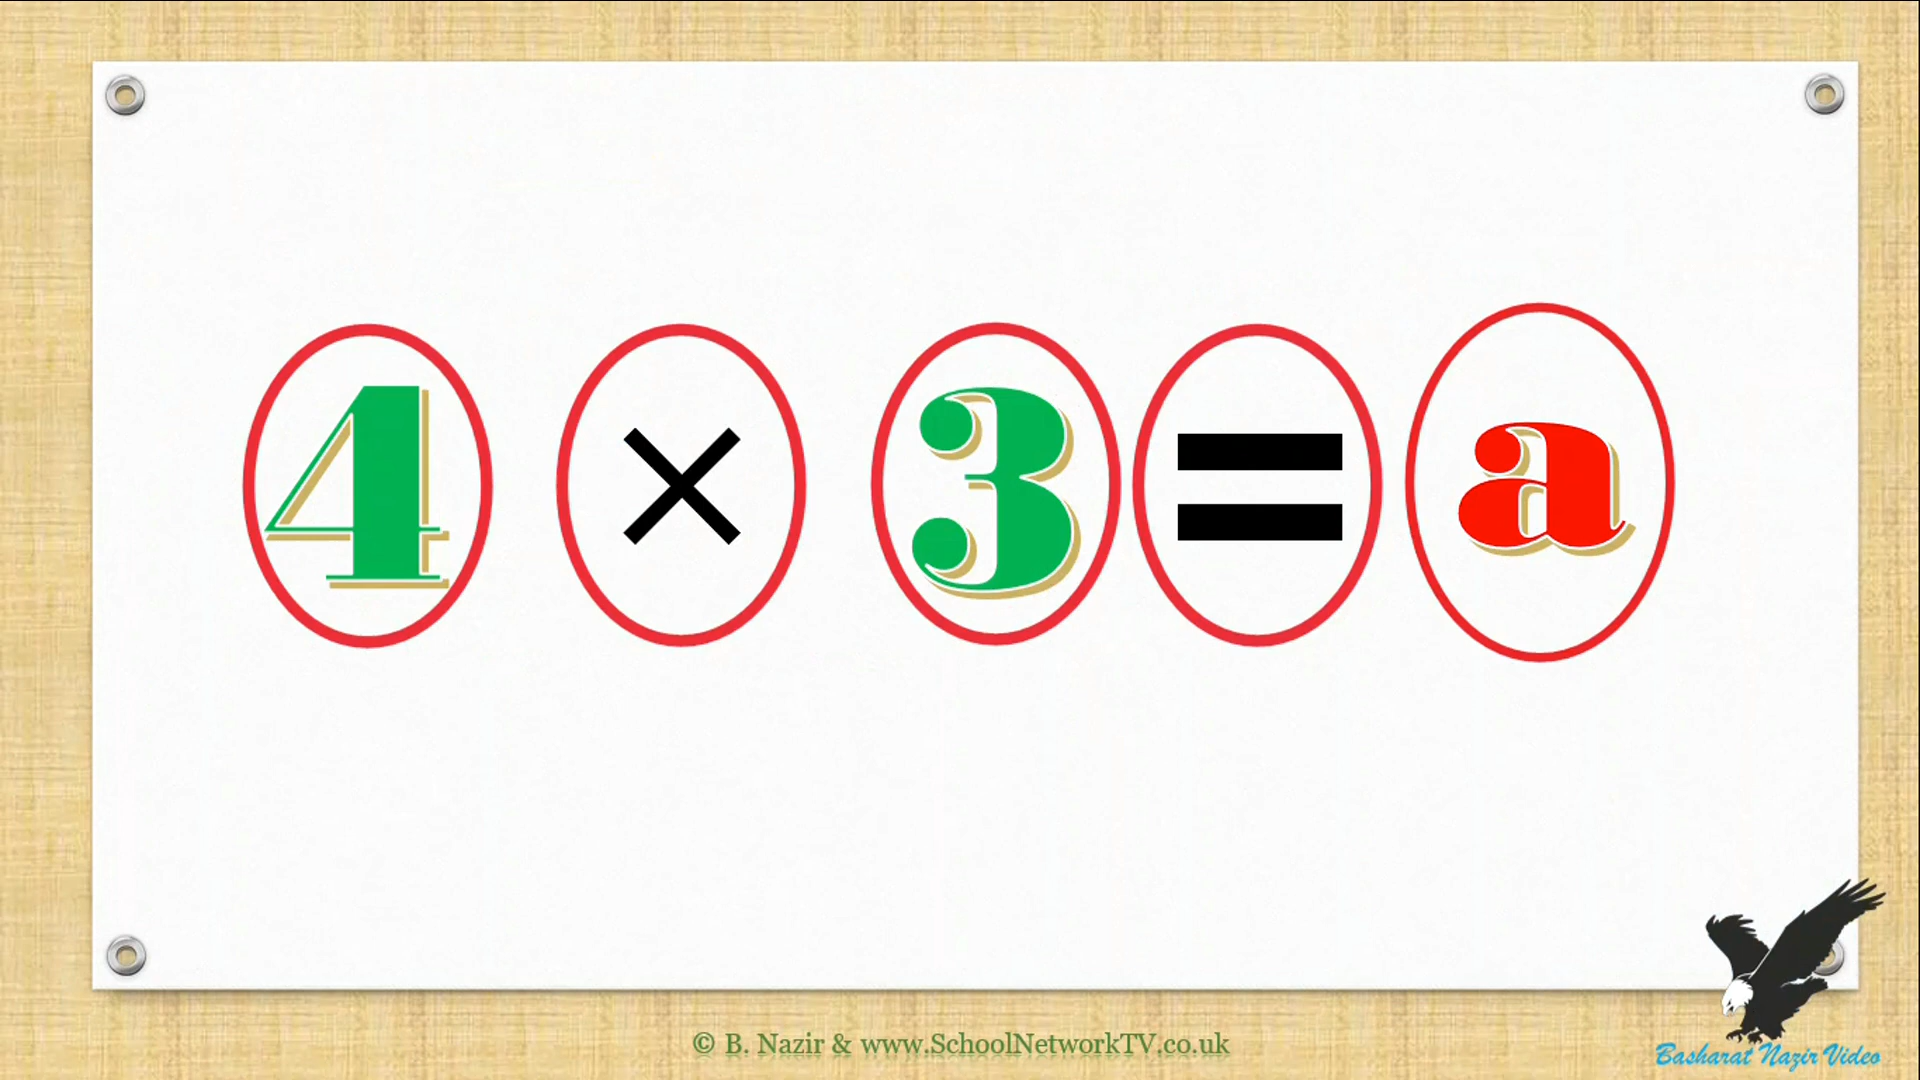 4 × 3 = a
© B. Nazir & www.SchoolNetworkTV.co.uk
Basharat Nazir Video